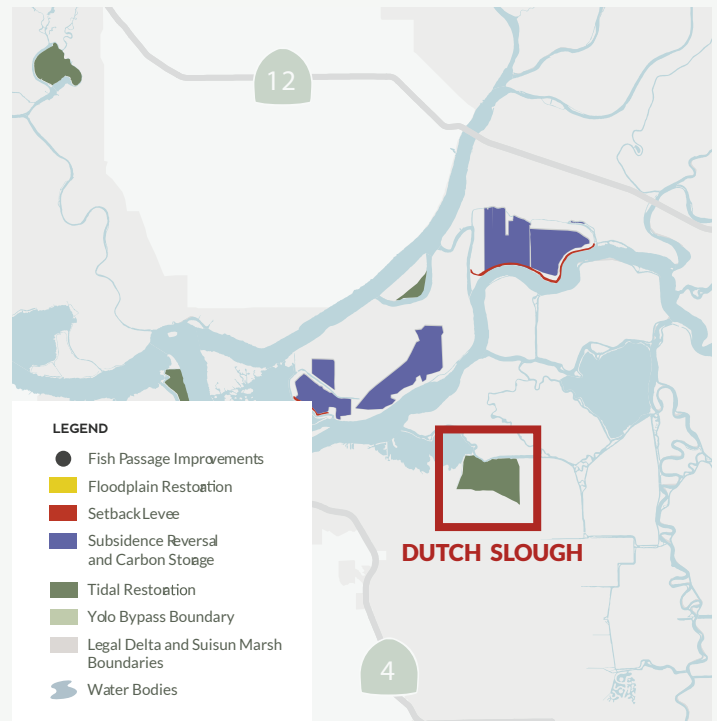 12
LEGEND
Fish Passage Improvements
Floodplain Restoration
Setback Levee
Subsidence Reversal
and Carbon Storage
Tidal Restoration
Yolo Bypass Boundary
Legal Delta and Suisun Marsh
Boundaries
Water Bodies
DUTCH SLOUGH
4